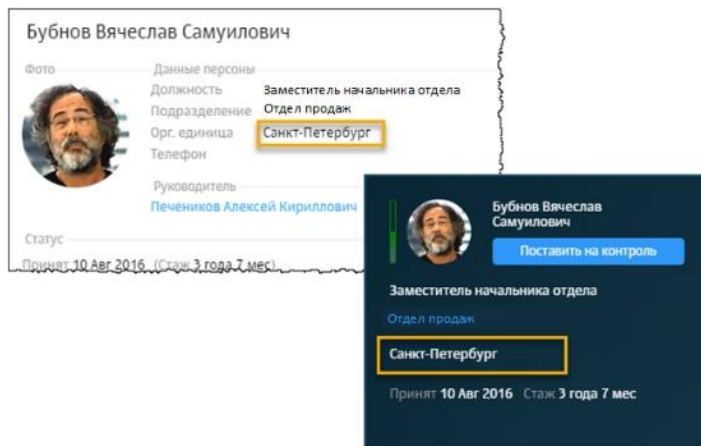 Бубнов Вячеслав Самуилович
Фото
Данные персоны
Должность Заместитель начальника отдела
Подразделение Отдел продаж
Орг. единица Санкт-Петербург
Телефон
Руководитель
Печеников Алексей Кириллович
Статус
Принят 10 Авг 2016 (Стаж 3 года 7 мес)
Бубнов Вячеслав
Самуилович
Поставить на контроль
Заместитель начальника отдела
Отдел продаж
Санкт-Петербург
Принят 10 Авг 2016 Стаж 3 года 7 мес